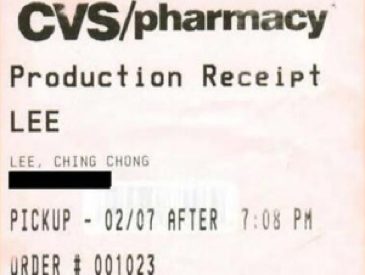 CVS/pharmacy
Production Receipt
LEE
LEE, CHING CHONG
PICKUP - 02/07 AFTER 7:08 PM
ORDER # 001023